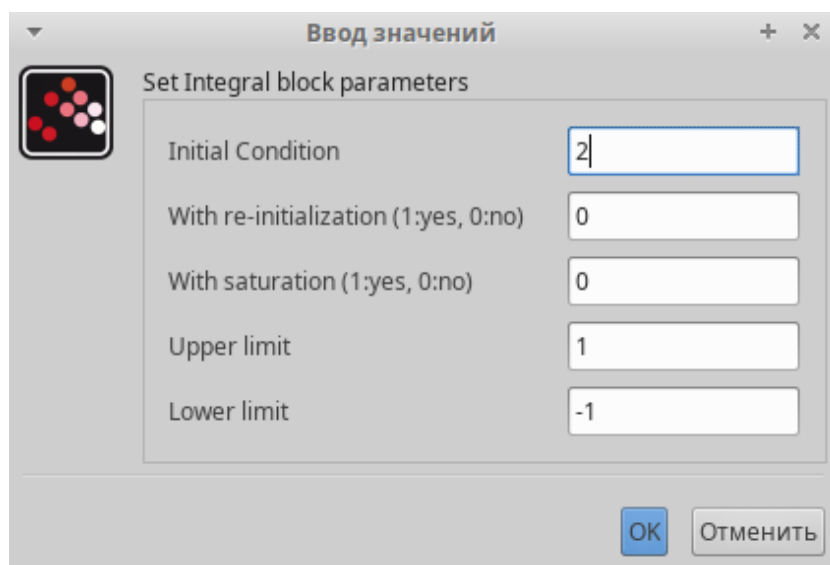 Ввод значений
Set Integral block parameters
Initial Condition 2
With re-initialization (1:yes, 0:no) 0
With saturation (1:yes, 0:no) 0
Upper limit 1
Lower limit -1
OK Отменить